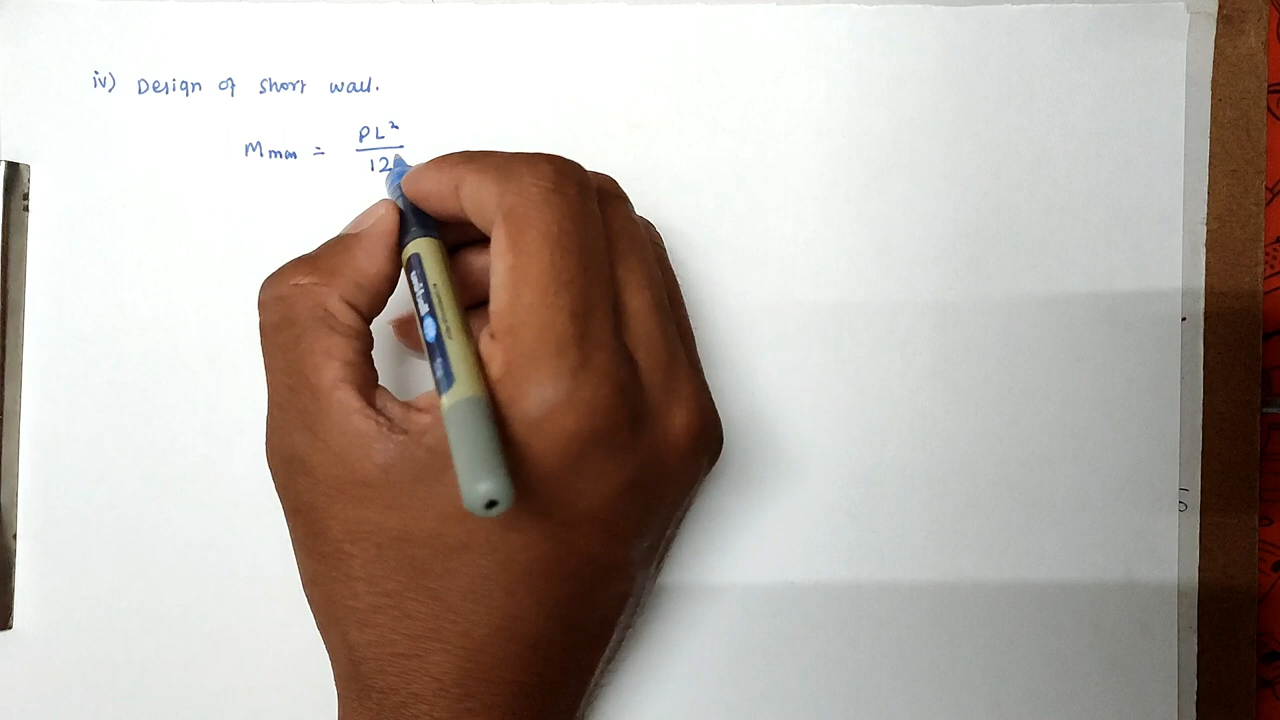 iv) Design of short wall.
Mmax = PL² / 12